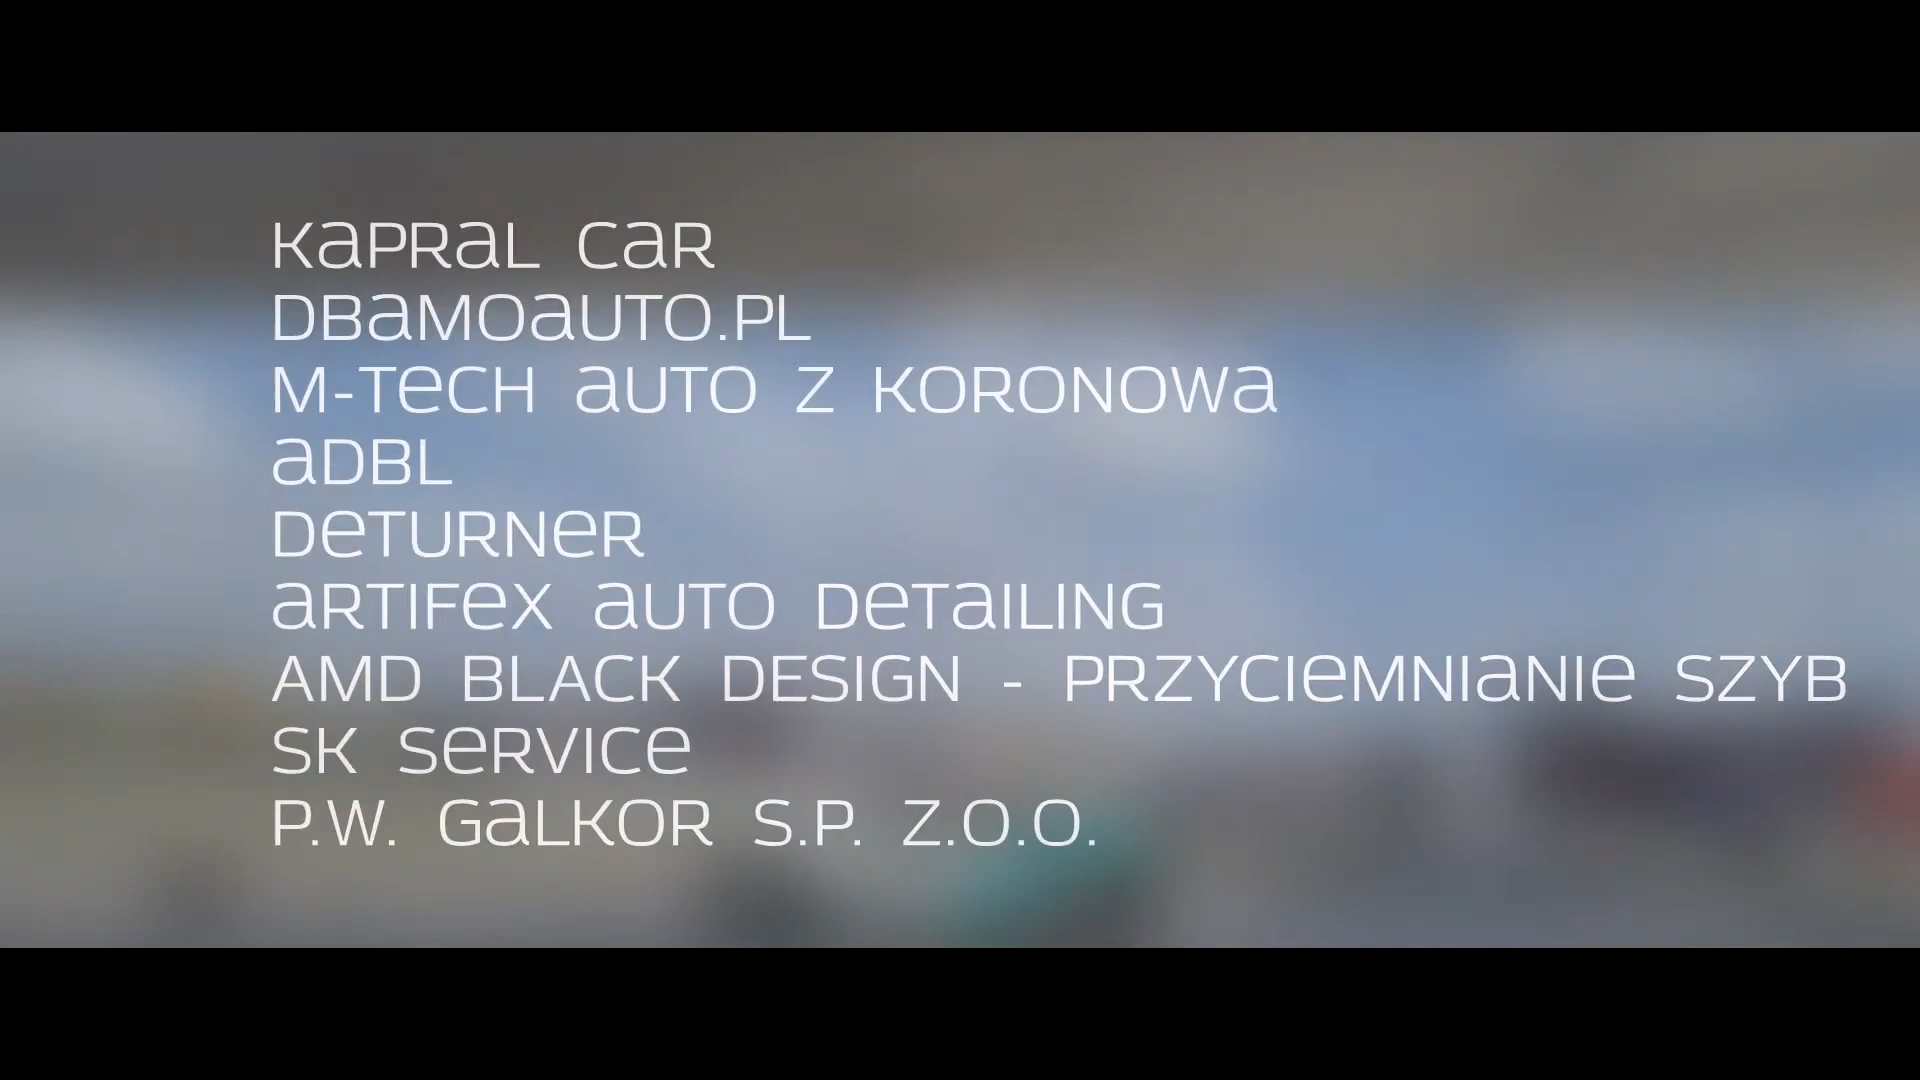 KaPRaL CaR
DBaMOaUTO.PL
M-TeCH aUTO Z KORONOWa
aDBL
DeTURNeR
aRTIFeX aUTO DeTaILING
AMD BLACK DESIGN - PRZYCIeMNIaNIe SZYB
SK SeRVICe
P.W. GaLKOR S.P. Z.O.O.